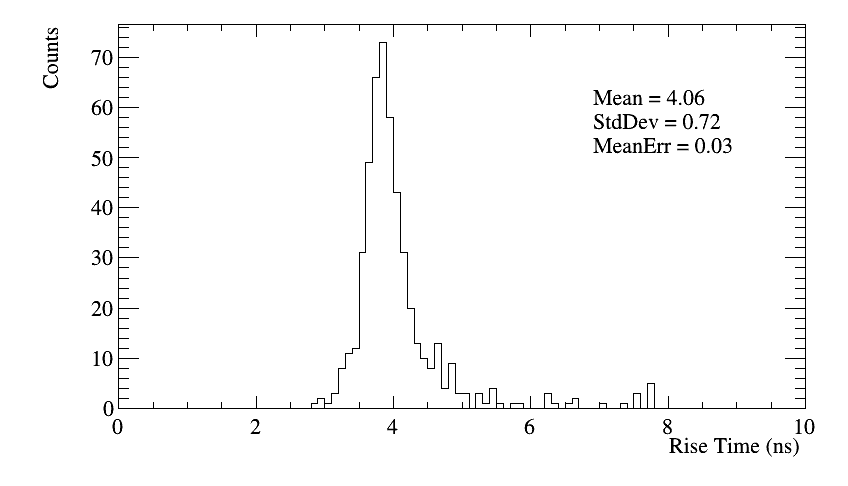 Counts
70
60
50
40
30
20
10
0
Mean = 4.06
StdDev = 0.72
MeanErr = 0.03
0 2 4 6 8 10
Rise Time (ns)